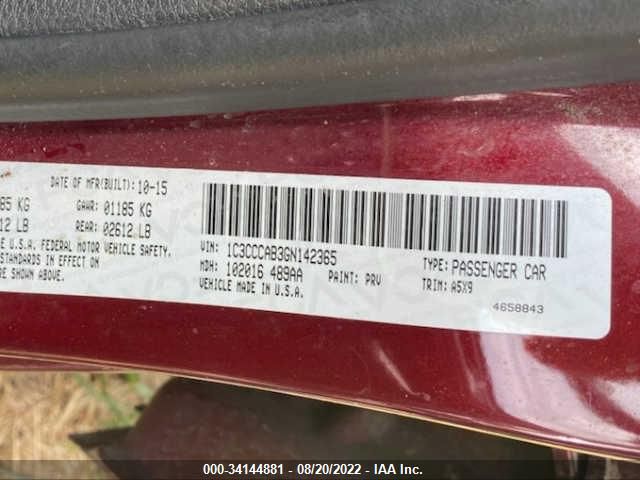 DATE OF MFR(BUILT): 10-15
85 KG GAWR: 01185 KG
12 LB REAR: 02612 LB
E U.S.A. FEDERAL MOTOR VEHICLE SAFETY,
STANDARDS IN EFFECT ON
ABOVE.
VIN: 1C3CCCAB3GN142365 TYPE: PASSENGER CAR
MDH: 102016 489AA PAINT: PRV TRIM: A5X9
VEHICLE MADE IN U.S.A. 4658843
000-34144881 - 08/20/2022 - IAA Inc.